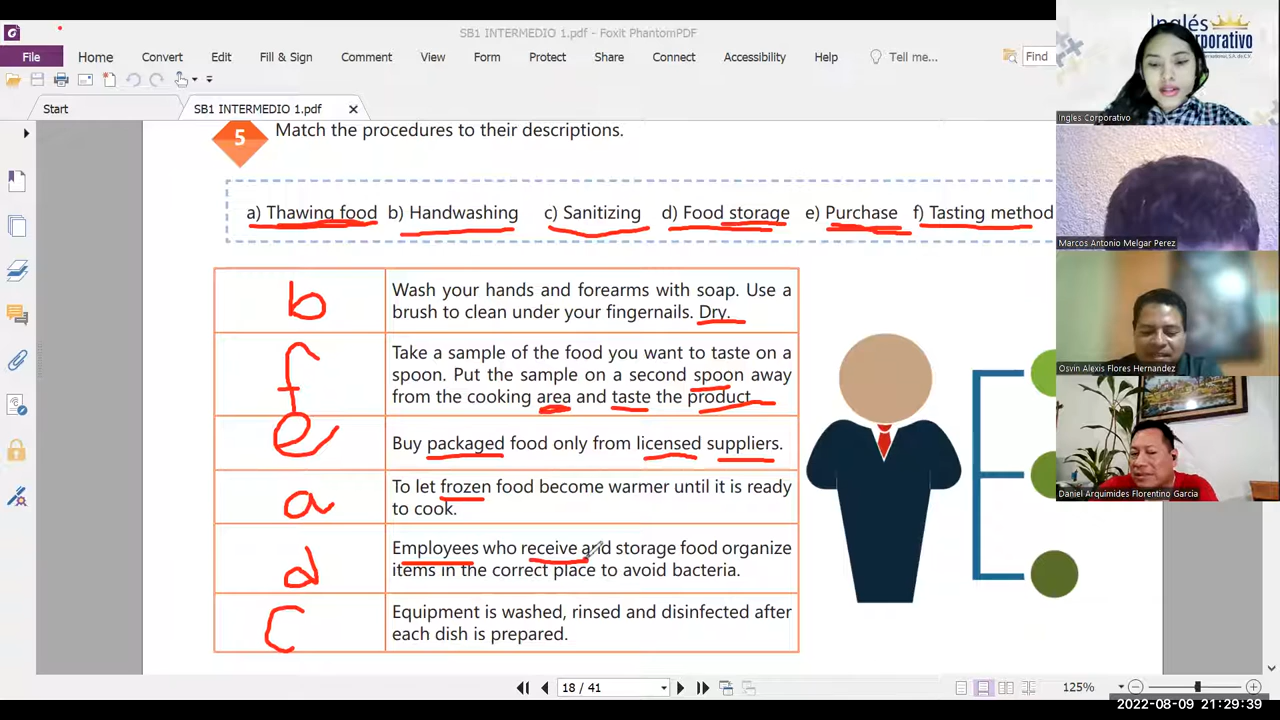 SB1 INTERMEDIO 1.pdf - Foxit PhantomPDF
File Home Convert Edit Fill & Sign Comment View Form Protect Share Connect Accessibility Help Tell me... Find
Start SB1 INTERMEDIO 1.pdf
5 Match the procedures to their descriptions.
a) Thawing food b) Handwashing c) Sanitizing d) Food storage e) Purchase f) Tasting method
b
Wash your hands and forearms with soap. Use a
brush to clean under your fingernails. Dry.
f
Take a sample of the food you want to taste on a
spoon. Put the sample on a second spoon away
from the cooking area and taste the product.
e
Buy packaged food only from licensed suppliers.
a
To let frozen food become warmer until it is ready
to cook.
d
Employees who receive and storage food organize
items in the correct place to avoid bacteria.
C
Equipment is washed, rinsed and disinfected after
each dish is prepared.
18 / 41
125%
Inglés
Corporativo
Ingles Corporativo
Marcos Antonio Melgar Perez
Osvin Alexis Flores Hernandez
Daniel Arquimides Florentino Garcia
2022-08-09 21:29:39